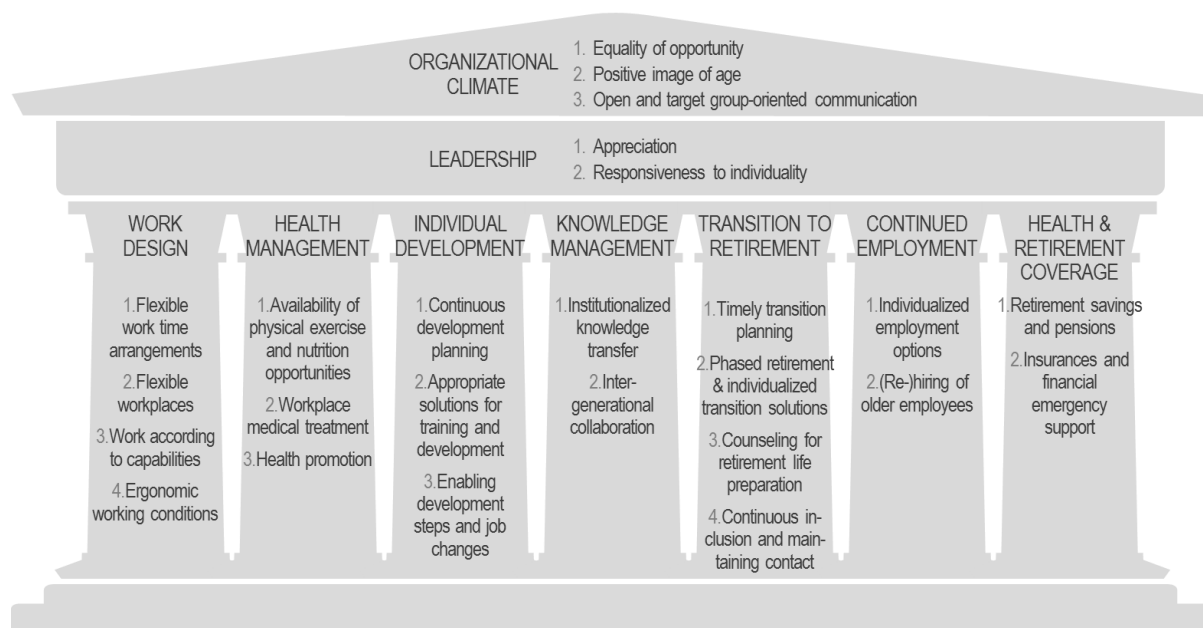 ORGANIZATIONAL
CLIMATE
1. Equality of opportunity
2. Positive image of age
3. Open and target group-oriented communication
LEADERSHIP
1. Appreciation
2. Responsiveness to individuality
WORK
DESIGN
1.Flexible
work time
arrangements
2.Flexible
workplaces
3.Work according
to capabilities
4.Ergonomic
working conditions
HEALTH
MANAGEMENT
1.Availability of
physical exercise
and nutrition
opportunities
2.Workplace
medical treatment
3.Health promotion
INDIVIDUAL
DEVELOPMENT
1.Continuous
development
planning
2.Appropriate
solutions for
training and
development
3.Enabling
development
steps and job
changes
KNOWLEDGE
MANAGEMENT
1.Institutionalized
knowledge
transfer
2.Inter-
generational
collaboration
TRANSITION TO
RETIREMENT
1.Timely transition
planning
2.Phased retirement
& individualized
transition solutions
3.Counseling for
retirement life
preparation
4.Continuous in-
clusion and main-
taining contact
CONTINUED
EMPLOYMENT
1.Individualized
employment
options
2.(Re-)hiring of
older employees
HEALTH &
RETIREMENT
COVERAGE
1.Retirement savings
and pensions
2.Insurances and
financial
emergency
support